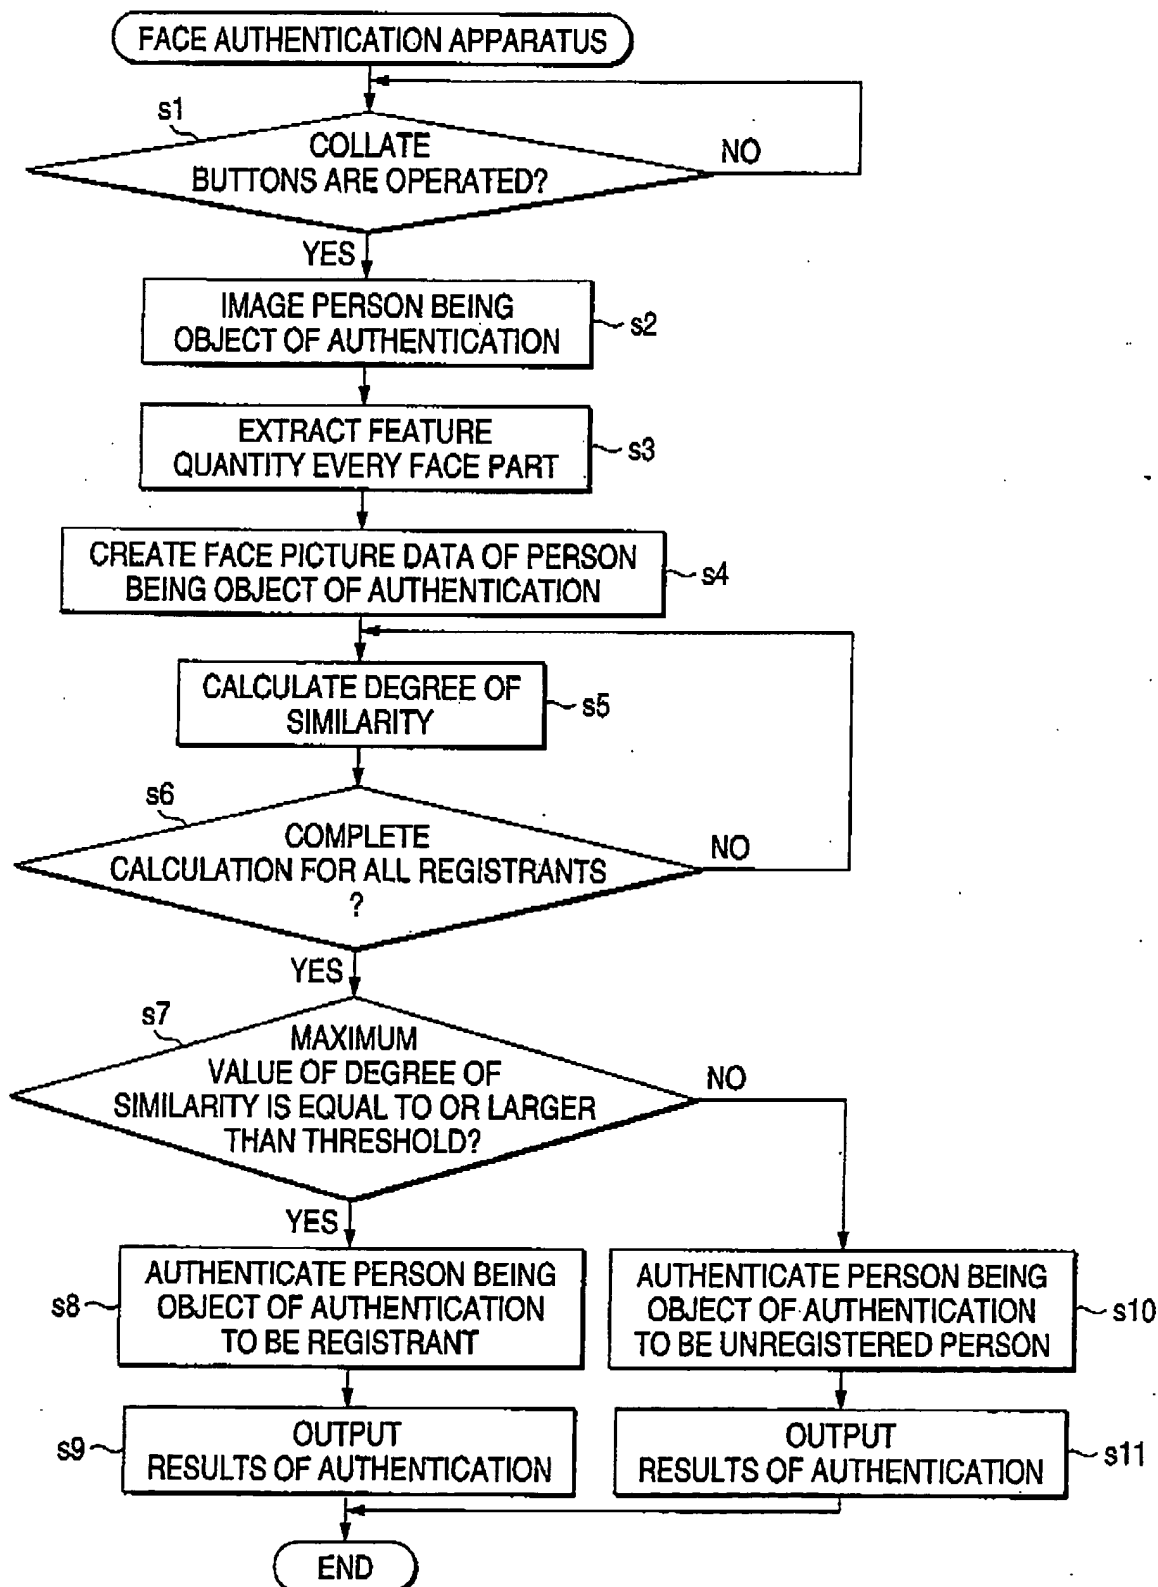 FACE AUTHENTICATION APPARATUS
s1
COLLATE
BUTTONS ARE OPERATED?
NO
YES
IMAGE PERSON BEING
OBJECT OF AUTHENTICATION
s2
EXTRACT FEATURE
QUANTITY EVERY FACE PART
s3
CREATE FACE PICTURE DATA OF PERSON
BEING OBJECT OF AUTHENTICATION
s4
CALCULATE DEGREE OF
SIMILARITY
s5
s6
COMPLETE
CALCULATION FOR ALL REGISTRANTS
?
NO
YES
s7
MAXIMUM
VALUE OF DEGREE OF
SIMILARITY IS EQUAL TO OR LARGER
THAN THRESHOLD?
NO
YES
s8
AUTHENTICATE PERSON BEING
OBJECT OF AUTHENTICATION
TO BE REGISTRANT
AUTHENTICATE PERSON BEING
OBJECT OF AUTHENTICATION
TO BE UNREGISTERED PERSON
s10
s9
OUTPUT
RESULTS OF AUTHENTICATION
OUTPUT
RESULTS OF AUTHENTICATION
s11
END